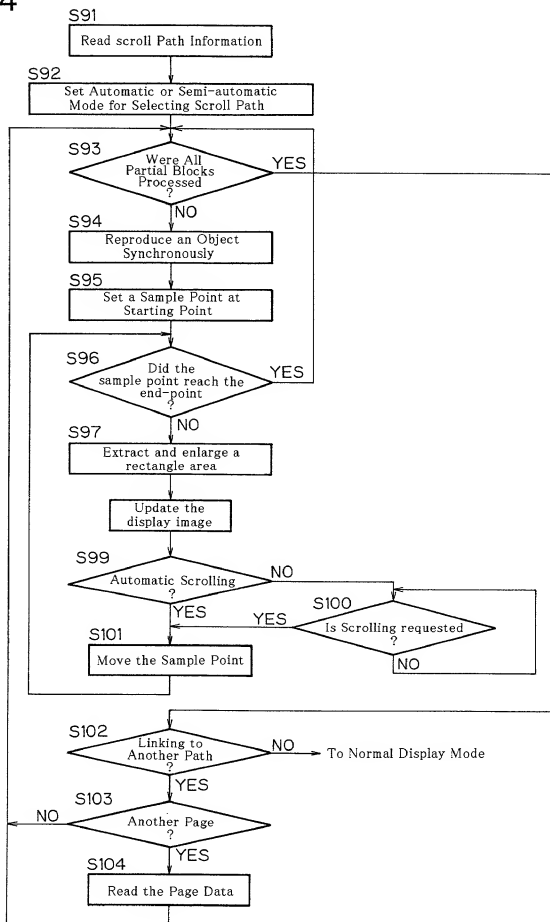 4
S91
Read scroll Path Information
S92
Set Automatic or Semi-automatic
Mode for Selecting Scroll Path
S93
Were All
Partial Blocks
Processed
?
YES
NO
S94
Reproduce an Object
Synchronously
S95
Set a Sample Point at
Starting Point
S96
Did the
sample point reach the
end-point
?
YES
NO
S97
Extract and enlarge a
rectangle area
Update the
display image
S99
Automatic Scrolling
?
NO
YES
S100
Is Scrolling requested
?
YES
NO
S101
Move the Sample Point
S102
Linking to
Another Path
?
NO
To Normal Display Mode
YES
S103
Another Page
?
NO
YES
S104
Read the Page Data